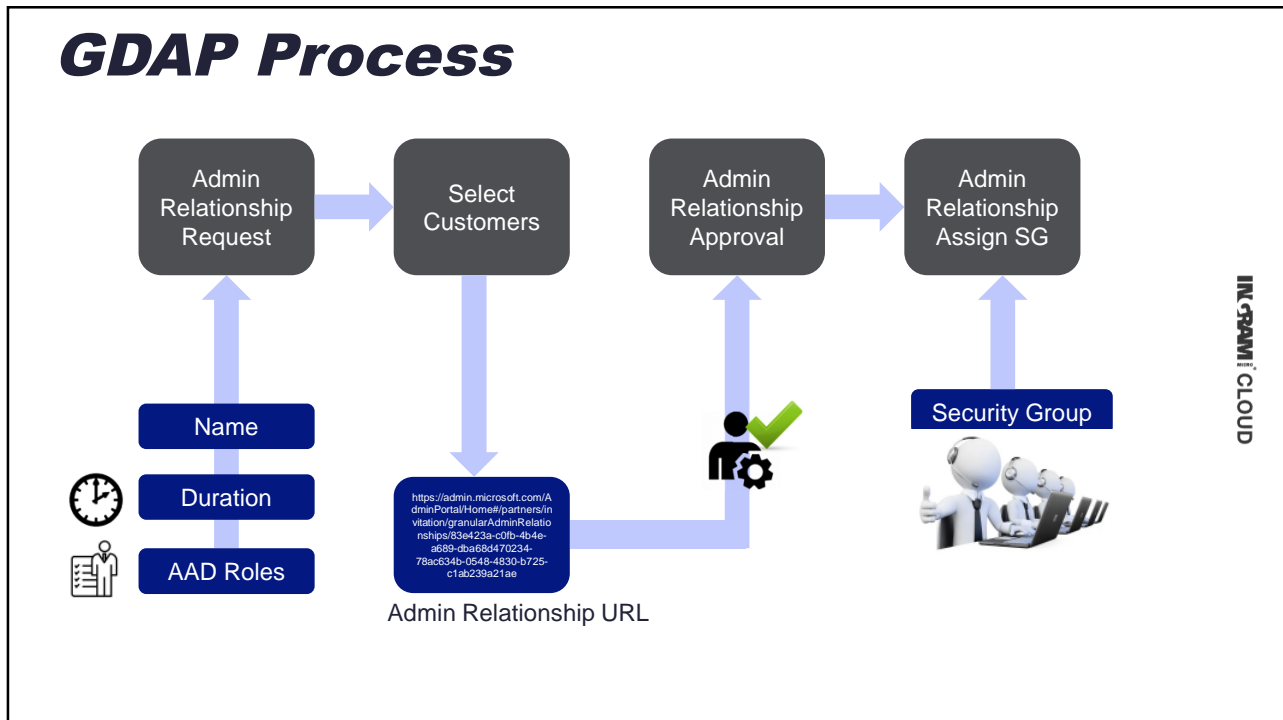 GDAP Process
Admin
Relationship
Request
Select
Customers
Admin
Relationship
Approval
Admin
Relationship
Assign SG
Name
Duration
AAD Roles
https://admin.microsoft.com/A
dminPortal/Home#/partners/in
vitation/granularAdminRelatio
nships/83e423a-c0fb-4b4e-
a689-dba68d470234-
78ac634b-0548-4830-b725-
c1ab239a21ae
Admin Relationship URL
Security Group
INGRAM MICRO® CLOUD